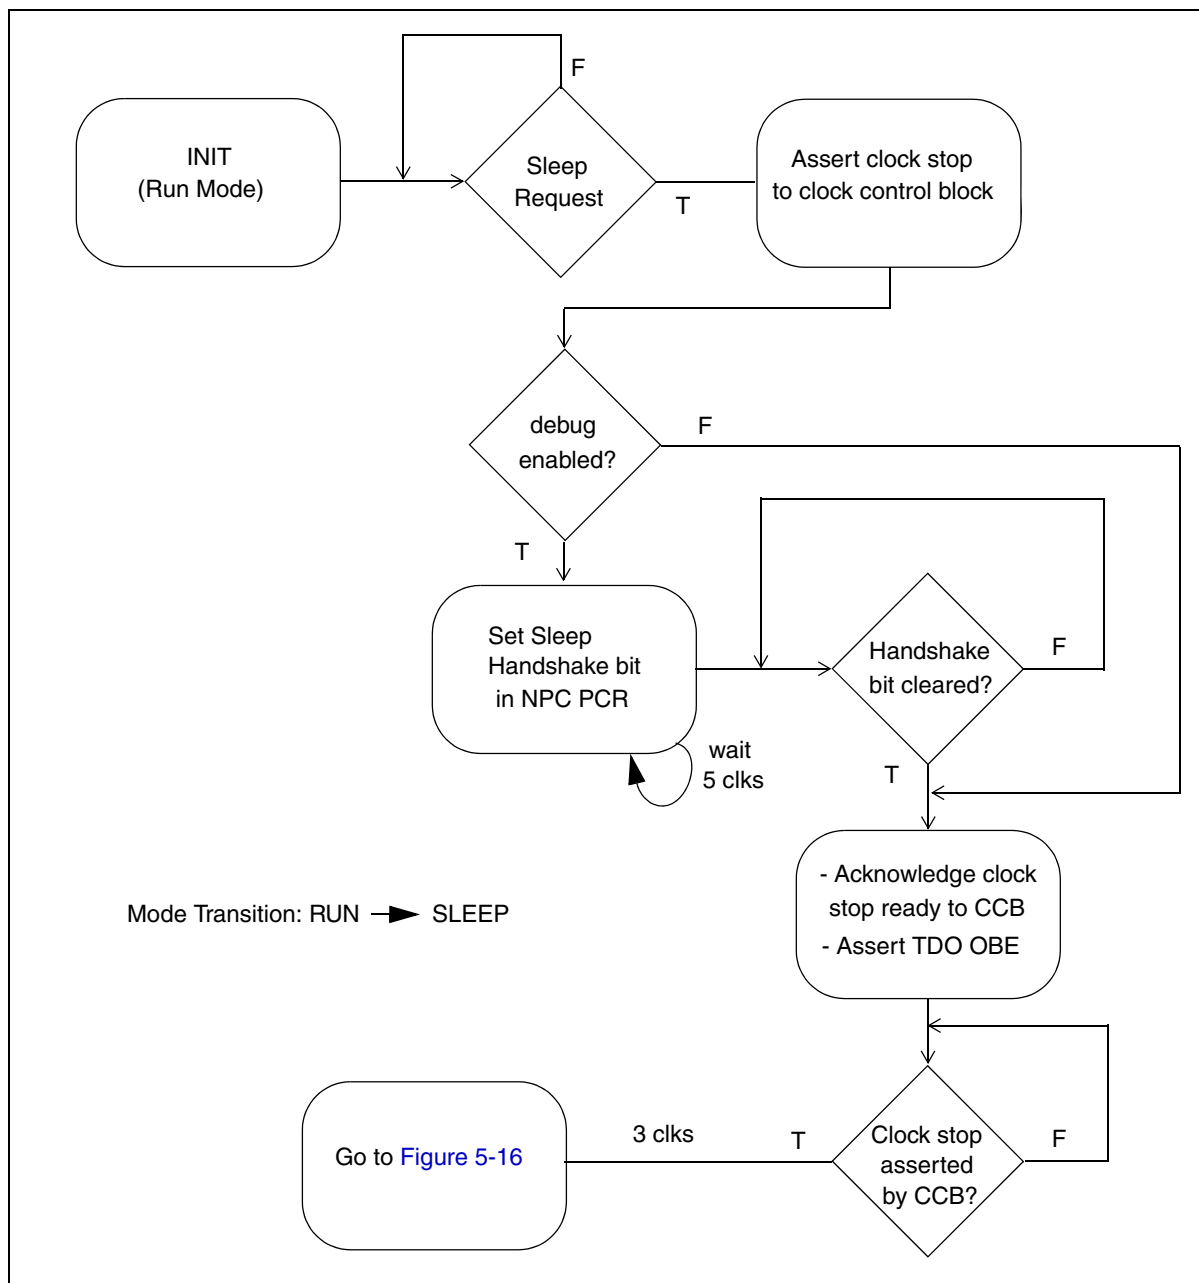 F
INIT
(Run Mode)
Sleep
Request
T
Assert clock stop
to clock control block
debug
enabled?
F
T
Set Sleep
Handshake bit
in NPC PCR
wait
5 clks
Handshake
bit cleared?
F
T
- Acknowledge clock
stop ready to CCB
- Assert TDO OBE
Mode Transition: RUN SLEEP
Clock stop
asserted
by CCB?
F
T
3 clks
Go to Figure 5-16